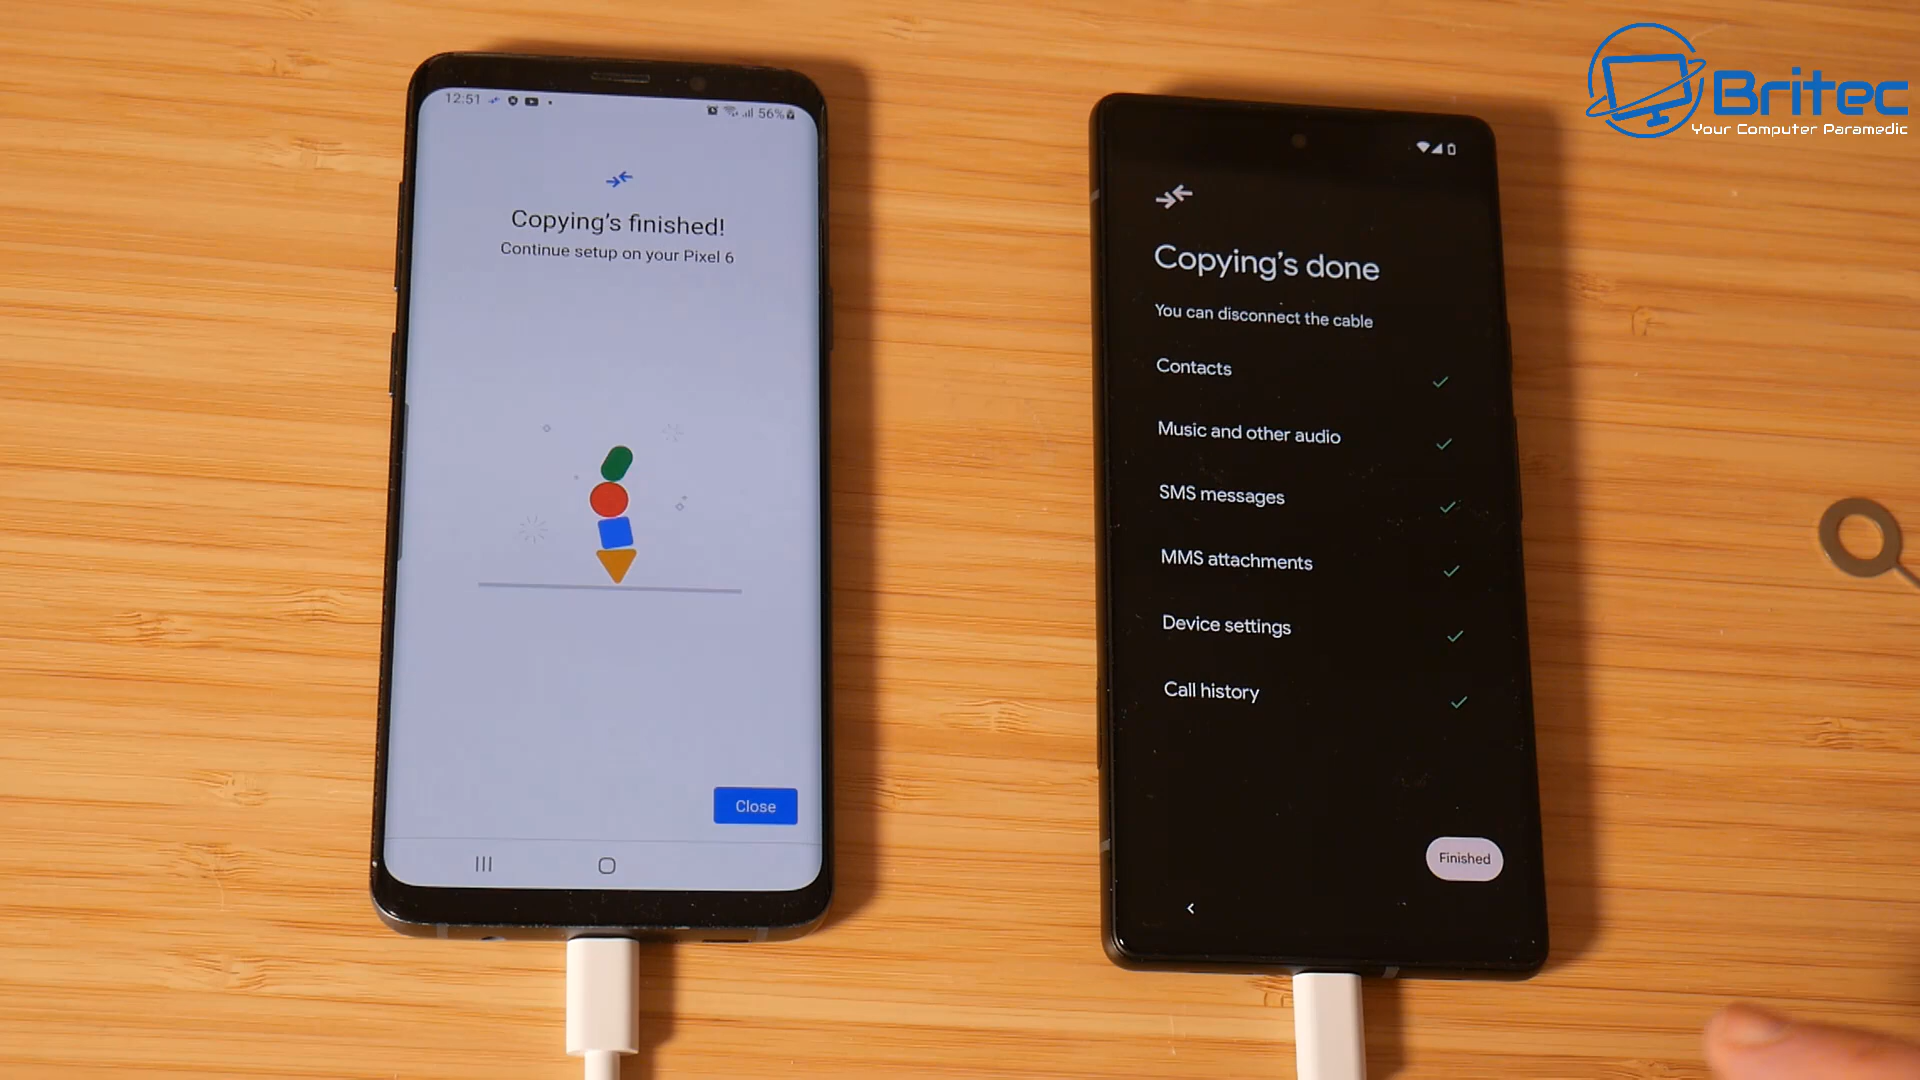 12:51
56%
Copying's finished!
Continue setup on your Pixel 6
Close
Copying's done
You can disconnect the cable
Contacts
Music and other audio
SMS messages
MMS attachments
Device settings
Call history
Finished
Britec
Your Computer Paramedic